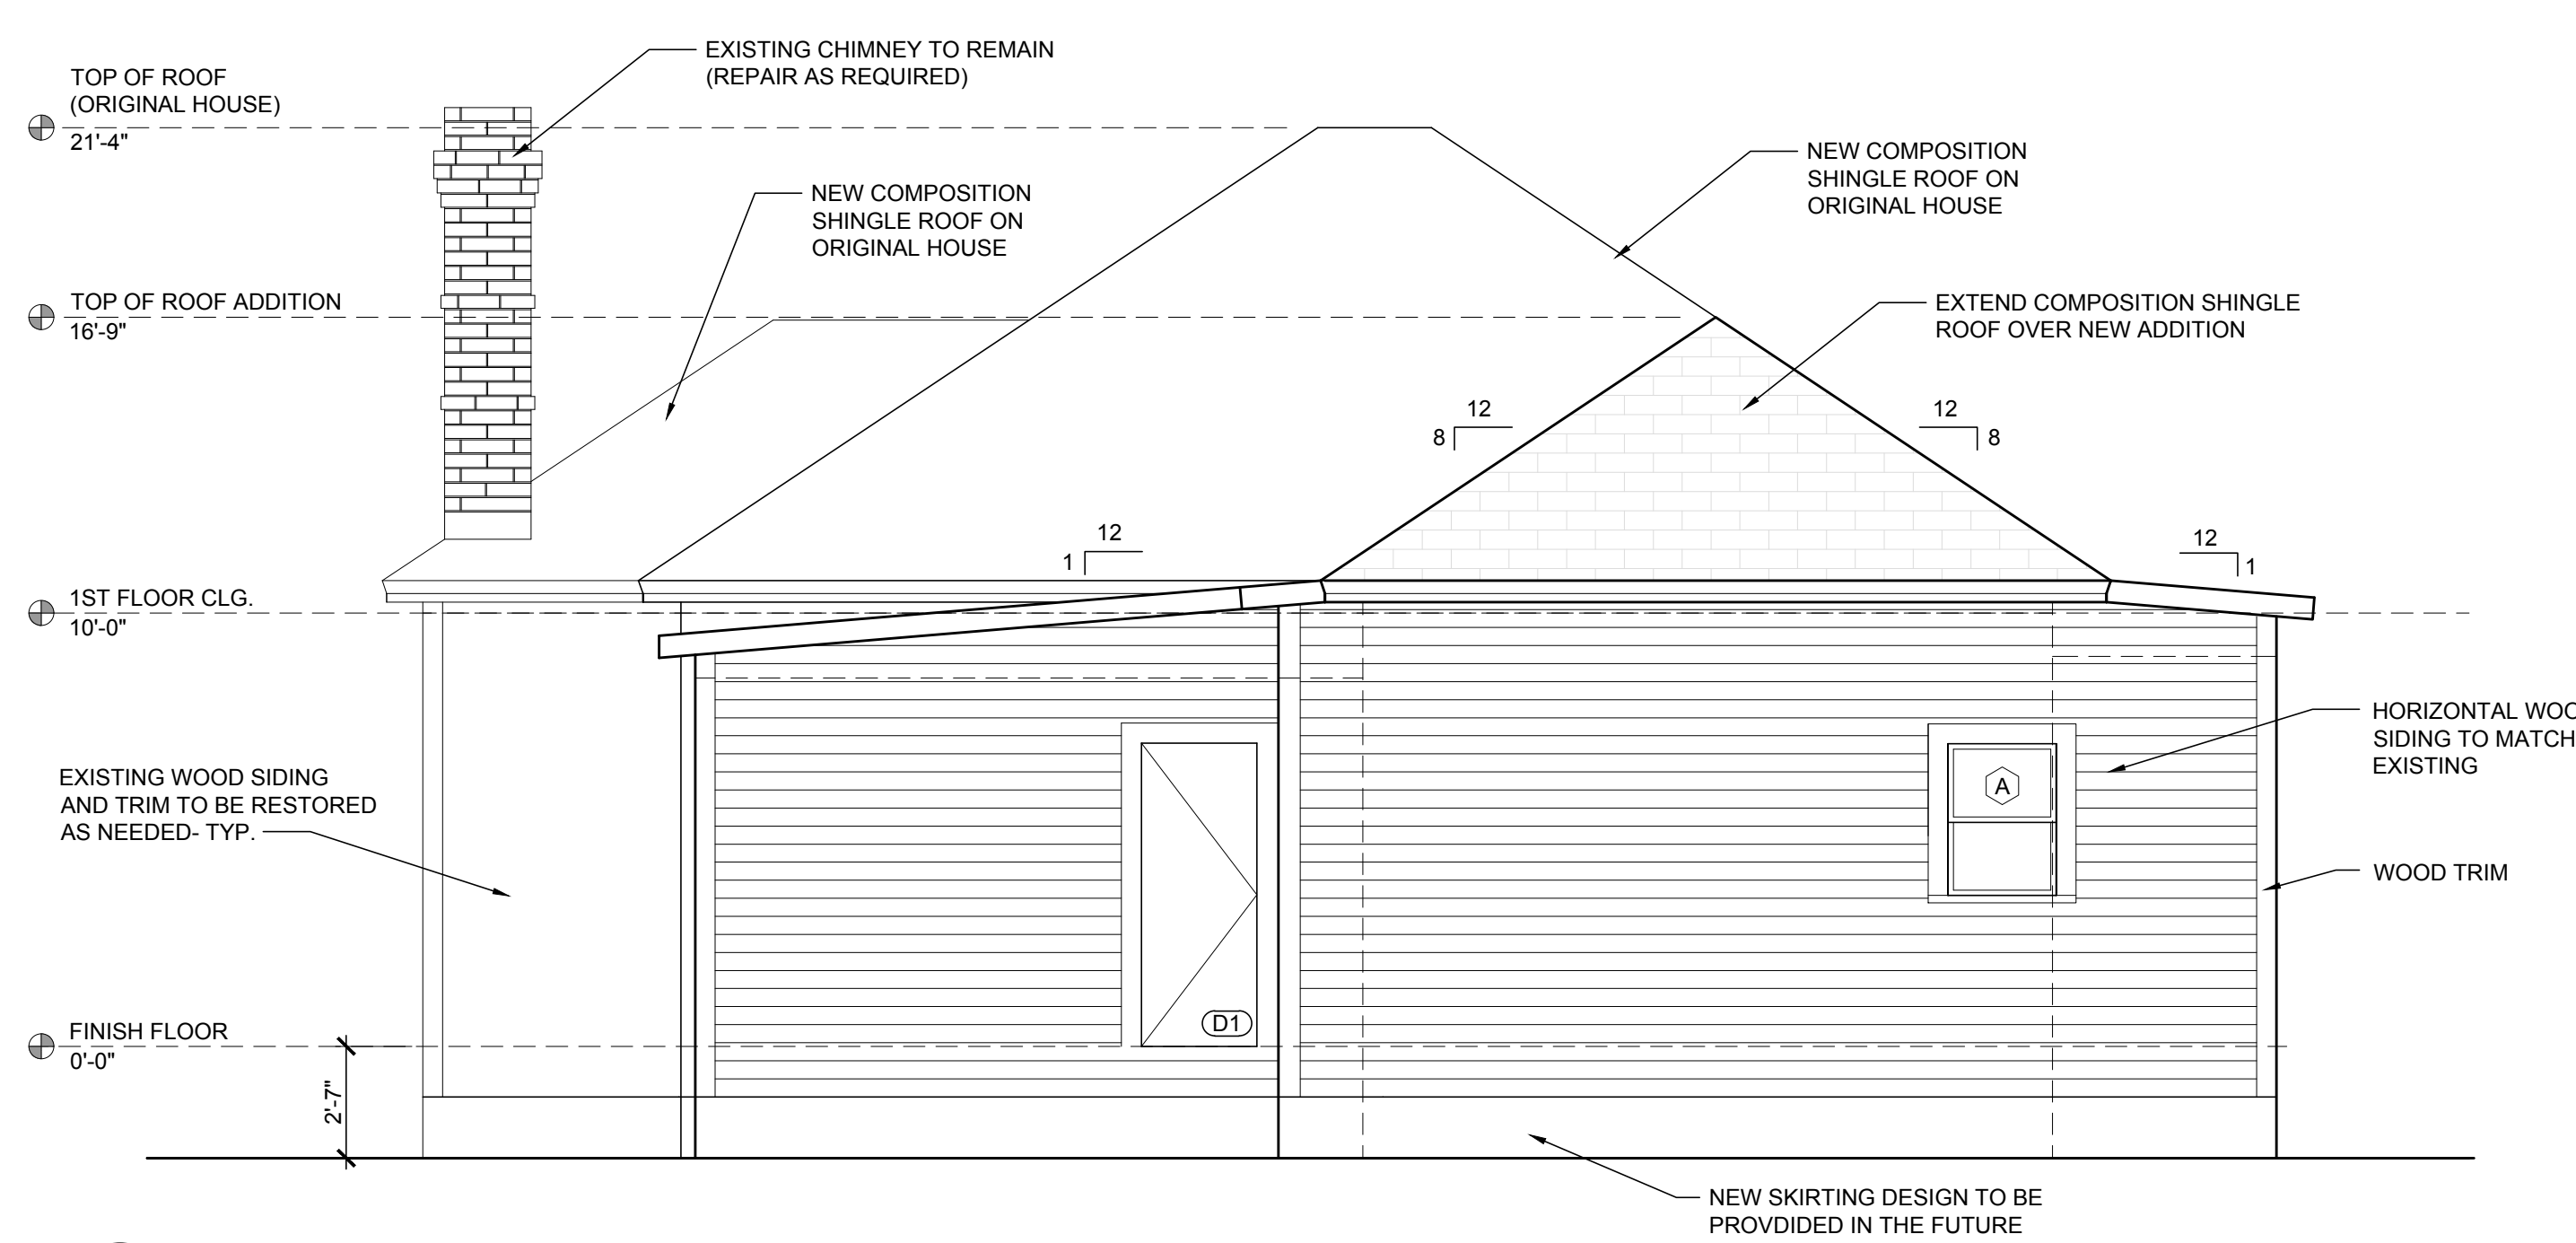 EXISTING CHIMNEY TO REMAIN
(REPAIR AS REQUIRED)
TOP OF ROOF
(ORIGINAL HOUSE)
21'-4"
NEW COMPOSITION
SHINGLE ROOF ON
ORIGINAL HOUSE
NEW COMPOSITION
SHINGLE ROOF ON
ORIGINAL HOUSE
TOP OF ROOF ADDITION
16'-9"
EXTEND COMPOSITION SHINGLE
ROOF OVER NEW ADDITION
12
8
12
8
12
1
12
1
1ST FLOOR CLG.
10'-0"
HORIZONTAL WOO
SIDING TO MATCH
EXISTING
EXISTING WOOD SIDING
AND TRIM TO BE RESTORED
AS NEEDED- TYP.
A
WOOD TRIM
D1
FINISH FLOOR
0'-0"
2'-7"
NEW SKIRTING DESIGN TO BE
PROVDIDED IN THE FUTURE